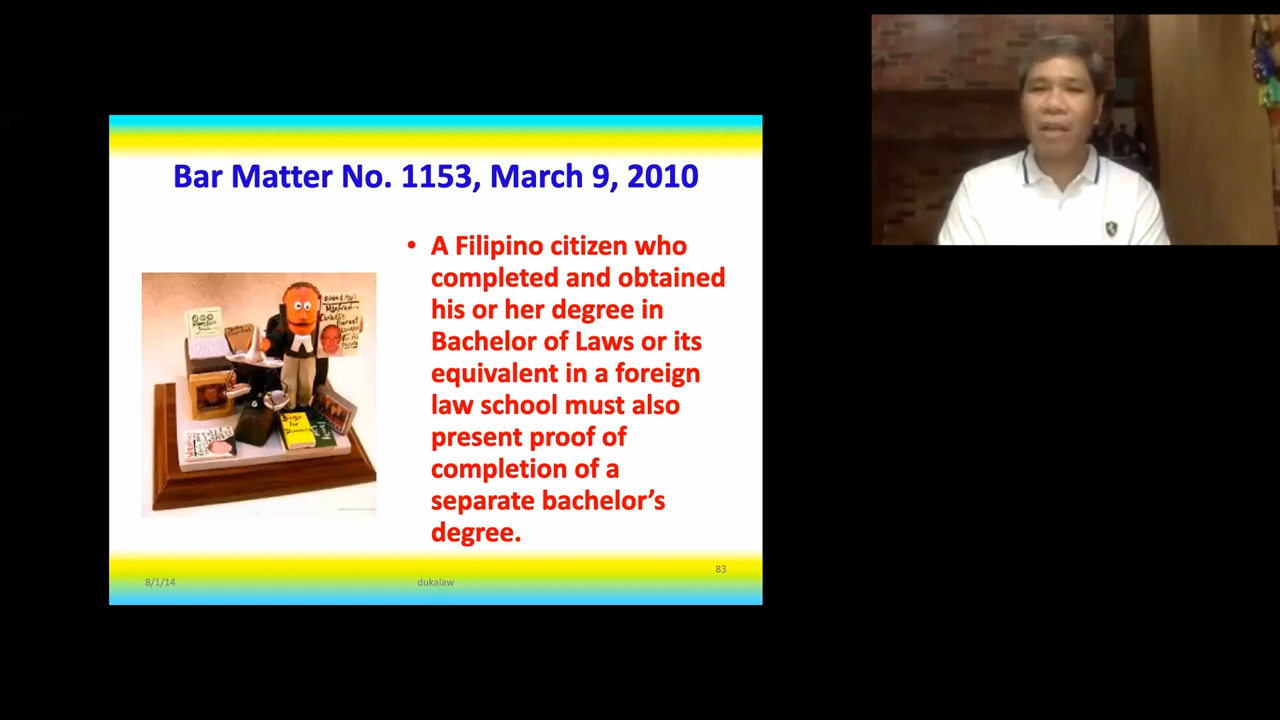 Bar Matter No. 1153, March 9, 2010
• A Filipino citizen who
completed and obtained
his or her degree in
Bachelor of Laws or its
equivalent in a foreign
law school must also
present proof of
completion of a
separate bachelor’s
degree.
83
8/1/14
dukalaw